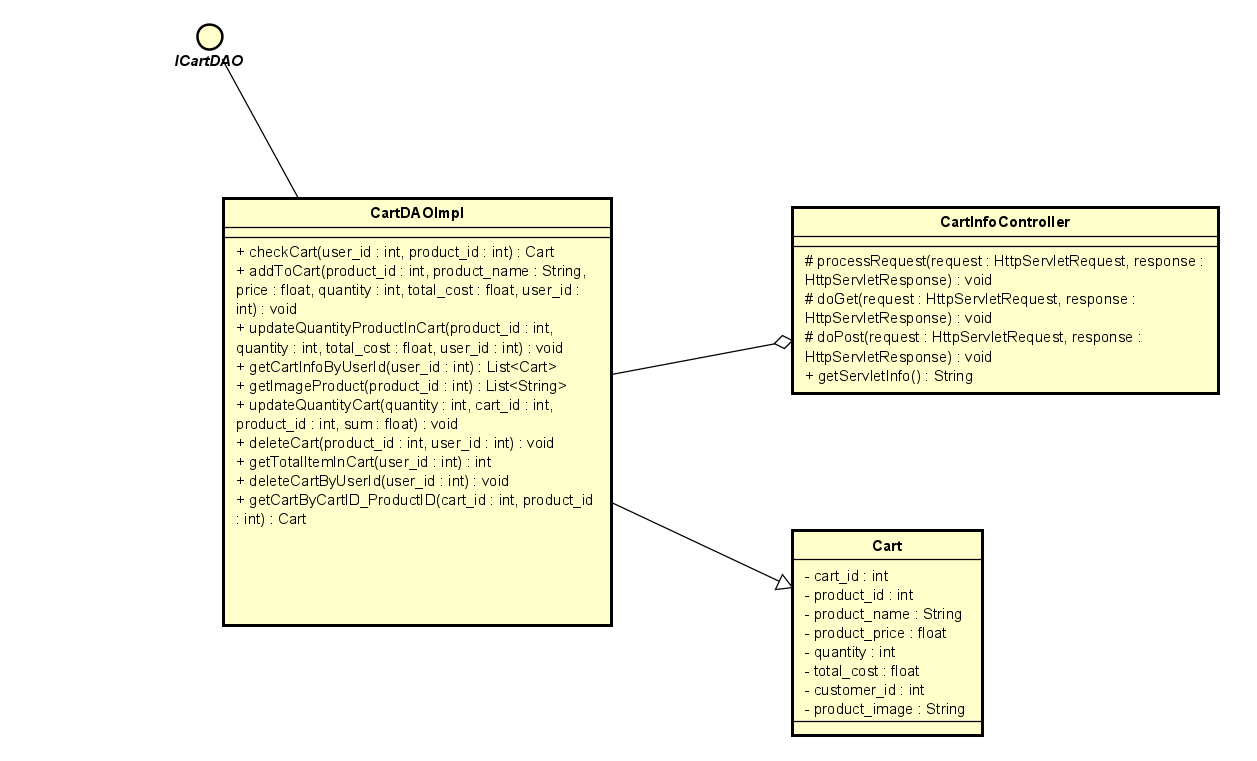 ICartDAO
CartDAOImpl
+ checkCart(user_id : int, product_id : int) : Cart
+ addToCart(product_id : int, product_name : String,
price : float, quantity : int, total_cost : float, user_id :
int) : void
+ updateQuantityProductInCart(product_id : int,
quantity : int, total_cost : float, user_id : int) : void
+ getCartInfoByUserId(user_id : int) : List<Cart>
+ getImageProduct(product_id : int) : List<String>
+ updateQuantityCart(quantity : int, cart_id : int,
product_id : int, sum : float) : void
+ deleteCart(product_id : int, user_id : int) : void
+ getTotalItemInCart(user_id : int) : int
+ deleteCartByUserId(user_id : int) : void
+ getCartByCartID_ProductID(cart_id : int, product_id
: int) : Cart
CartInfoController
# processRequest(request : HttpServletRequest, response :
HttpServletResponse) : void
# doGet(request : HttpServletRequest, response :
HttpServletResponse) : void
# doPost(request : HttpServletRequest, response :
HttpServletResponse) : void
+ getServletInfo() : String
Cart
- cart_id : int
- product_id : int
- product_name : String
- product_price : float
- quantity : int
- total_cost : float
- customer_id : int
- product_image : String